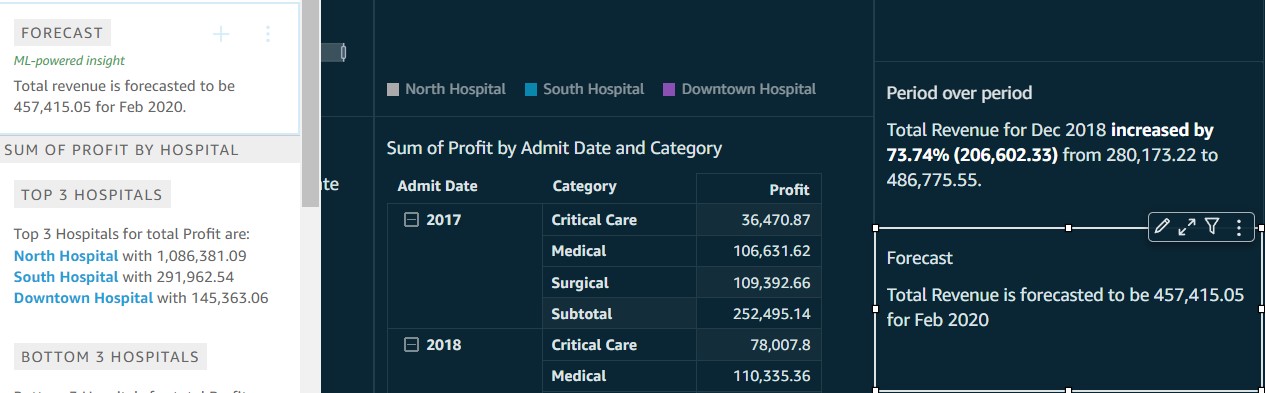 FORECAST
ML-powered insight
Total revenue is forecasted to be
457,415.05 for Feb 2020.
SUM OF PROFIT BY HOSPITAL
TOP 3 HOSPITALS
Top 3 Hospitals for total Profit are:
North Hospital with 1,086,381.09
South Hospital with 291,962.54
Downtown Hospital with 145,363.06
BOTTOM 3 HOSPITALS
te
North Hospital South Hospital Downtown Hospital
Sum of Profit by Admit Date and Category
Admit Date Category Profit
2017 Critical Care 36,470.87
Medical 106,631.62
Surgical 109,392.66
Subtotal 252,495.14
2018 Critical Care 78,007.8
Medical 110,335.36
Period over period
Total Revenue for Dec 2018 increased by
73.74% (206,602.33) from 280,173.22 to
486,775.55.
Forecast
Total Revenue is forecasted to be 457,415.05
for Feb 2020